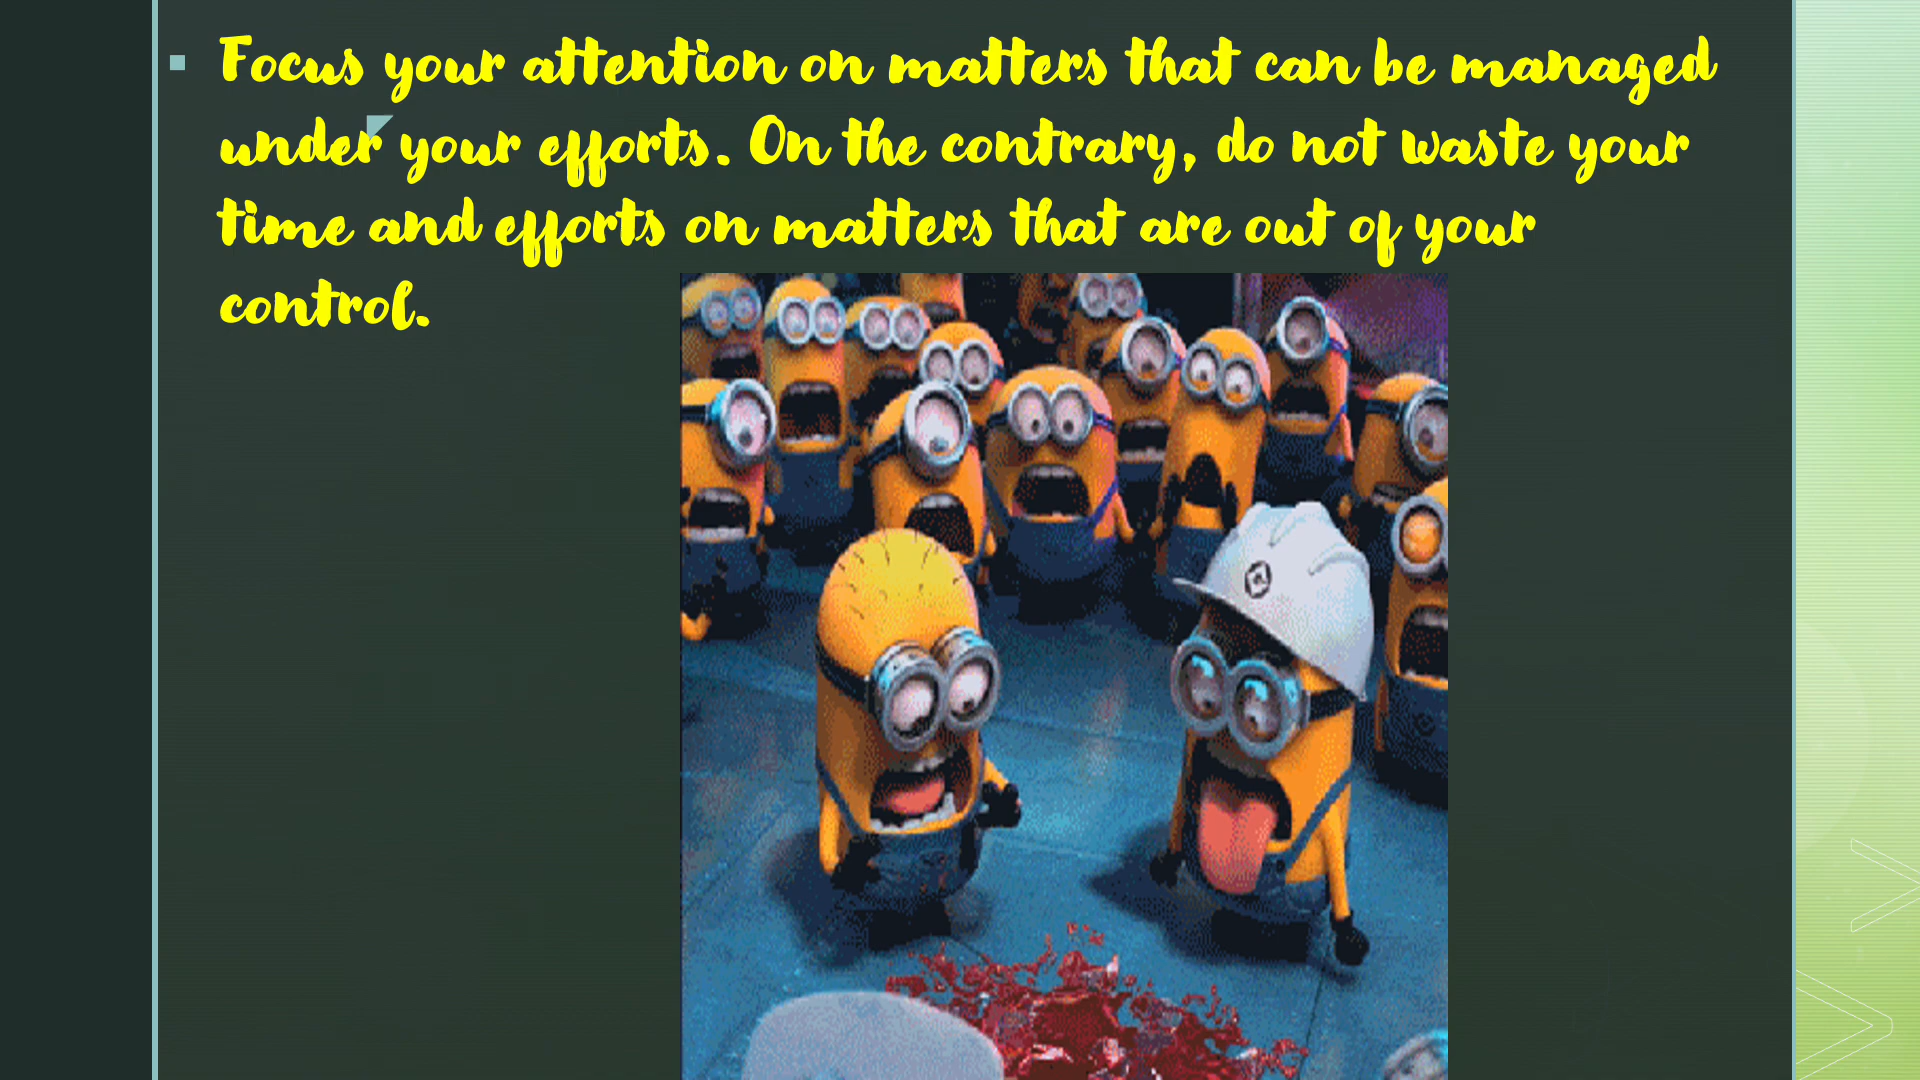 Focus your attention on matters that can be managed
under your efforts. On the contrary, do not waste your
time and efforts on matters that are out of your
control.